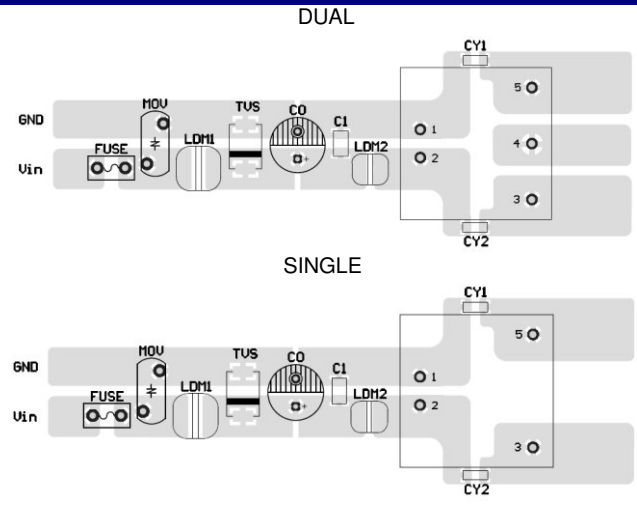 DUAL
CY1
MOV TVS CO C1
GND
FUSE LDM1 LDM2
Vin
5
1
4
2
3
+
CY2
SINGLE
CY1
MOV TVS CO C1
GND
FUSE LDM1 LDM2
Vin
5
1
2
3
+
CY2